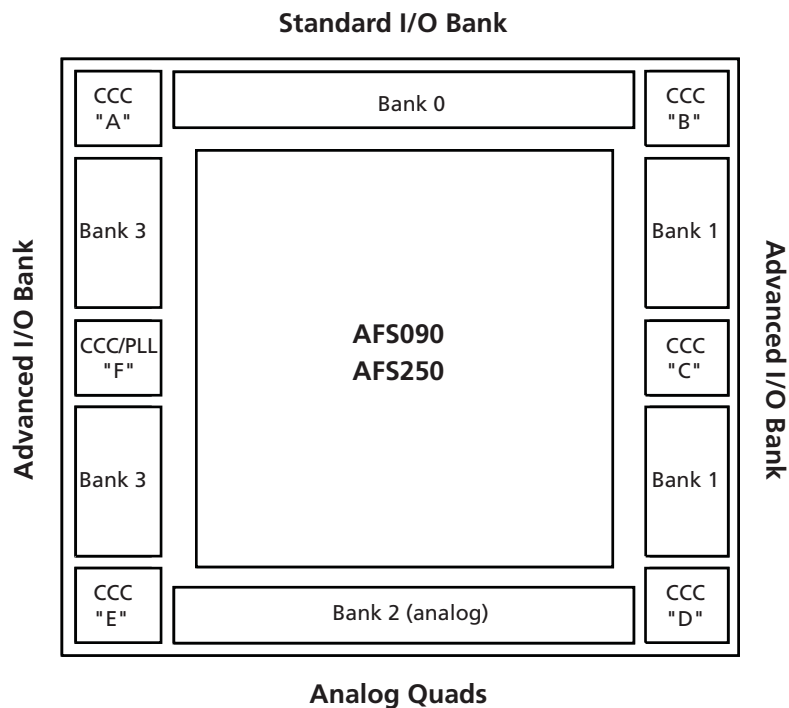 Standard I/O Bank
CCC
"A"
Bank 0
CCC
"B"
Bank 3
Bank 1
Advanced I/O Bank
Advanced I/O Bank
AFS090
AFS250
CCC/PLL
"F"
CCC
"C"
Bank 3
Bank 1
CCC
"E"
Bank 2 (analog)
CCC
"D"
Analog Quads